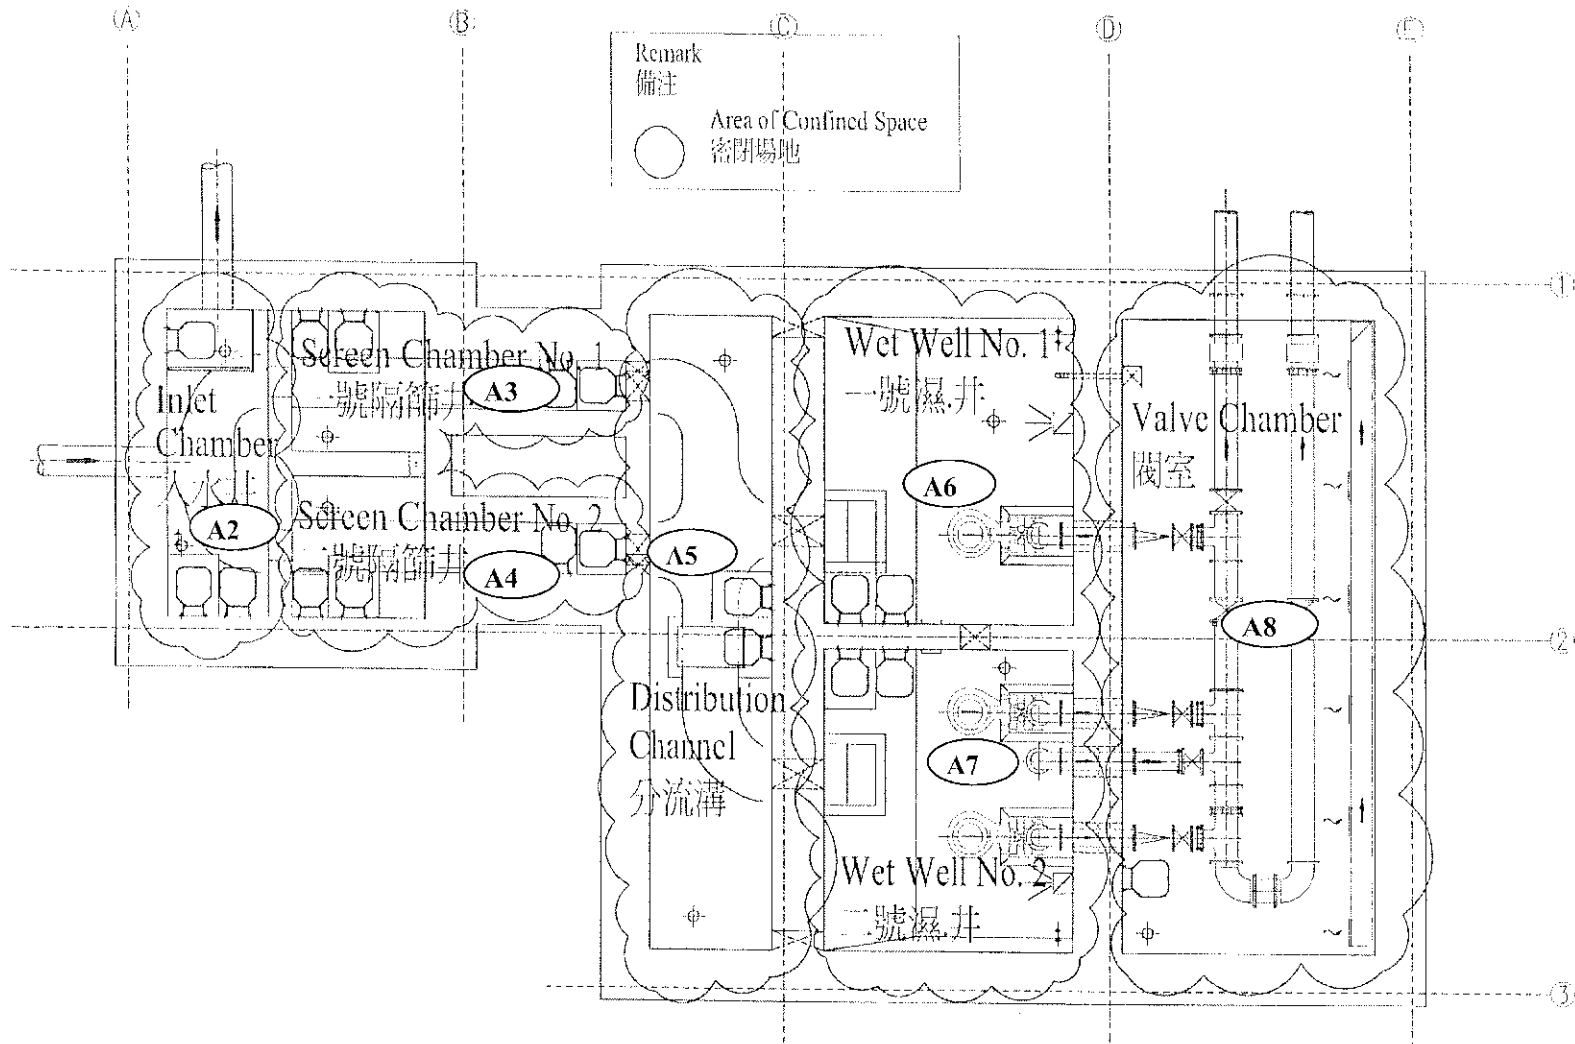 A
B
C
D
E
Remark
備注
Area of Confined Space
密閉場地
1
Screen Chamber No. 1
一號隔篩井
A3
Inlet
Chamber
入水井
A2
Screen Chamber No. 2
二號隔篩井
A4
A5
Distribution
Channel
分流溝
Wet Well No. 1
一號濕井
A6
A7
Wet Well No. 2
二號濕井
Valve Chamber
閥室
A8
2
3